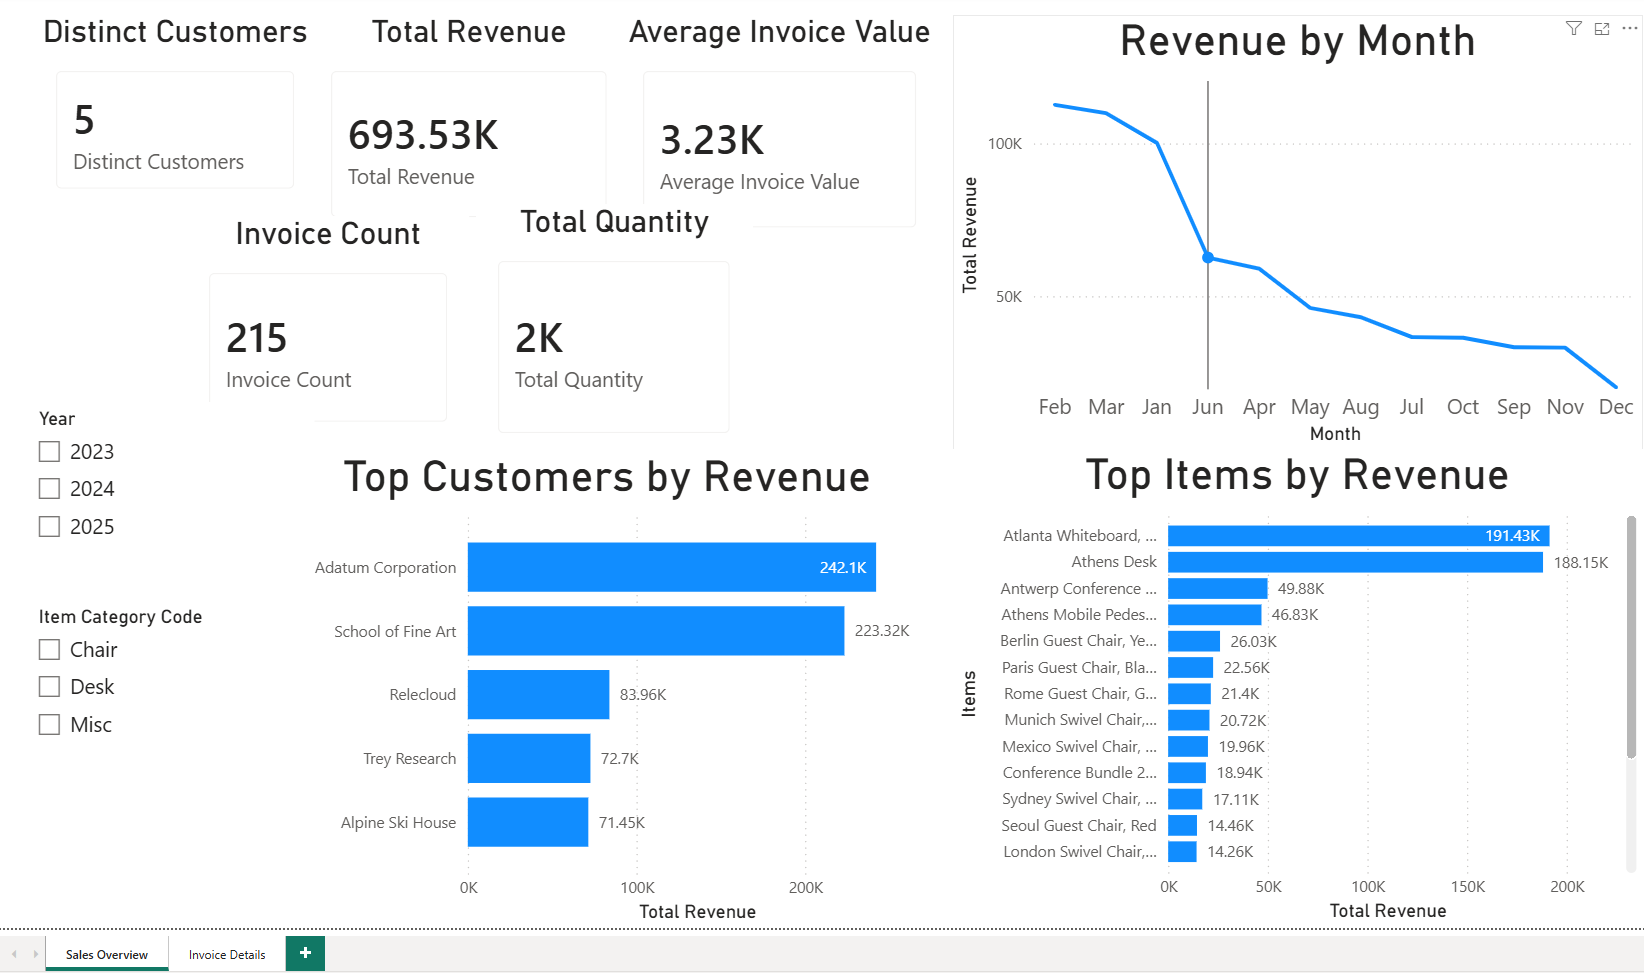 Distinct Customers
Total Revenue
Average Invoice Value
5
Distinct Customers
693.53K
Total Revenue
3.23K
Average Invoice Value
Invoice Count
Total Quantity
215
Invoice Count
2K
Total Quantity
Revenue by Month
Total Revenue
100K
50K
Feb Mar Jan Jun Apr May Aug Jul Oct Sep Nov Dec
Month
Year
2023
2024
2025
Item Category Code
Chair
Desk
Misc
Top Customers by Revenue
Adatum Corporation 242.1K
School of Fine Art 223.32K
Relecloud 83.96K
Trey Research 72.7K
Alpine Ski House 71.45K
0K 100K 200K
Total Revenue
Top Items by Revenue
Items
Atlanta Whiteboard, ... 191.43K
Athens Desk 188.15K
Antwerp Conference ... 49.88K
Athens Mobile Pedes... 46.83K
Berlin Guest Chair, Ye... 26.03K
Paris Guest Chair, Bla... 22.56K
Rome Guest Chair, G... 21.4K
Munich Swivel Chair,... 20.72K
Mexico Swivel Chair, ... 19.96K
Conference Bundle 2... 18.94K
Sydney Swivel Chair, ... 17.11K
Seoul Guest Chair, Red 14.46K
London Swivel Chair,... 14.26K
0K 50K 100K 150K 200K
Total Revenue
Sales Overview
Invoice Details
+